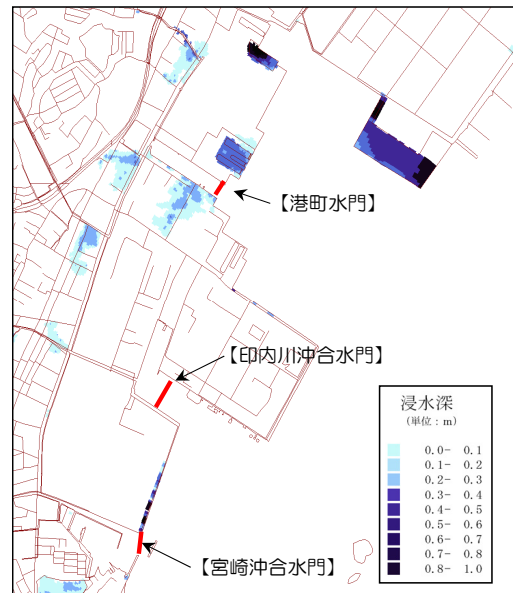 【港町水門】
【印内川沖合水門】
浸水深
(単位：m)
0.0- 0.1
0.1- 0.2
0.2- 0.3
0.3- 0.4
0.4- 0.5
0.5- 0.6
0.6- 0.7
0.7- 0.8
0.8- 1.0
【宮崎沖合水門】